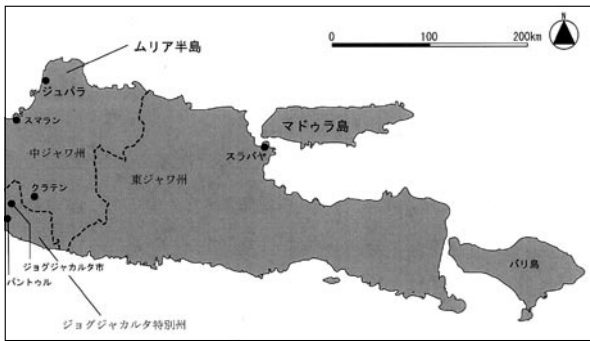 ムリア半島
N
0
100
200km
ジュパラ
スマラン
マドゥラ島
スラバヤ
中ジャワ州
東ジャワ州
クラテン
バリ島
ジョグジャカルタ市
バントゥル
ジョグジャカルタ特別州